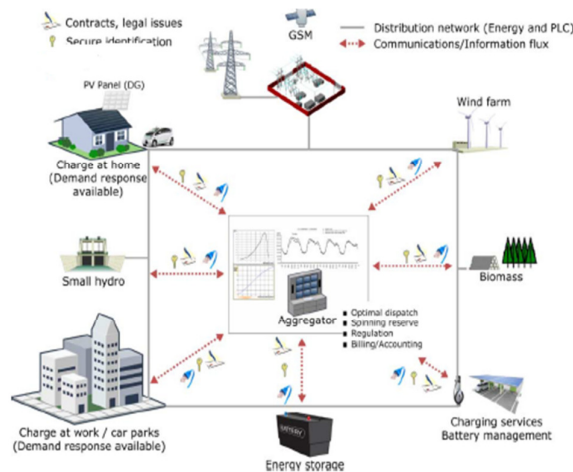 Contracts, legal issues
Secure identification
GSM
Distribution network (Energy and PLC)
Communications/Information flux
PV Panel (DG)
Charge at home
(Demand response
available)
Wind farm
Small hydro
Biomass
Aggregator
Optimal dispatch
Spinning reserve
Regulation
Billing/Accounting
Charge at work / car parks
(Demand response available)
BATTERY
Energy storage
Charging services
Battery management